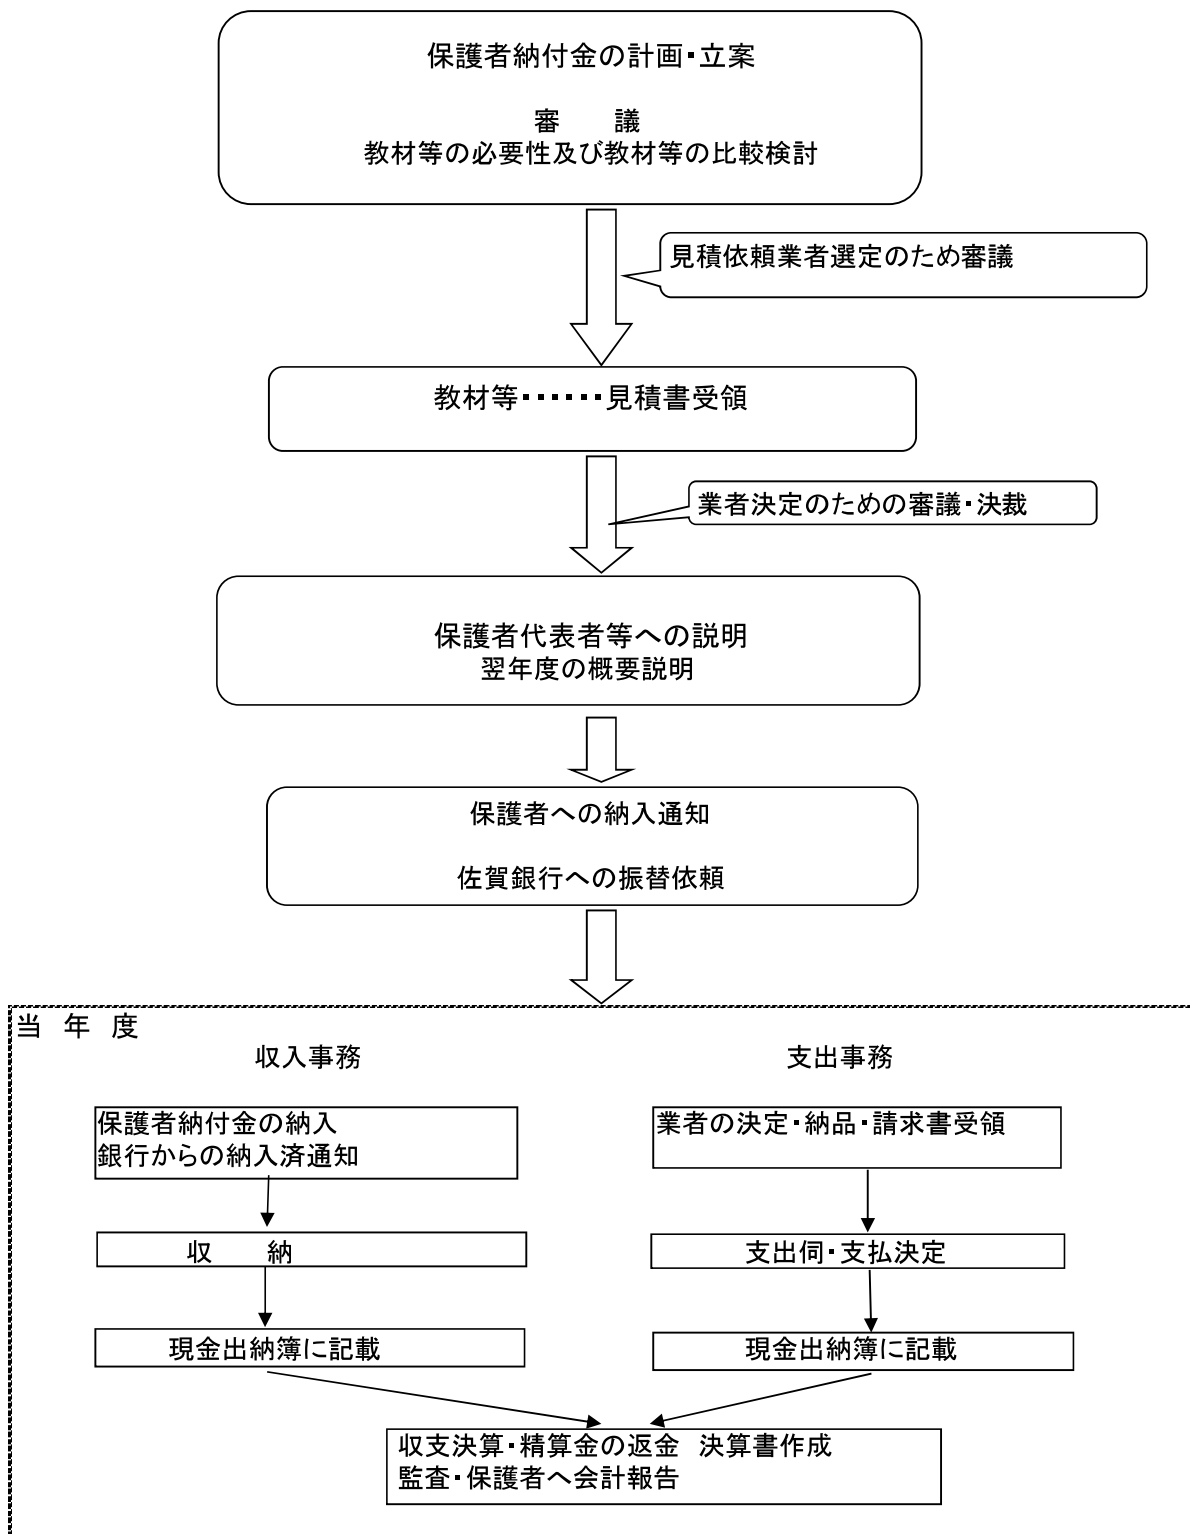 保護者納付金の計画・立案
審　　議
教材等の必要性及び教材等の比較検討
見積依頼業者選定のため審議
教材等・・・・・・見積書受領
業者決定のための審議・決裁
保護者代表者等への説明
翌年度の概要説明
保護者への納入通知
佐賀銀行への振替依頼
当　年　度
収入事務
支出事務
保護者納付金の納入
銀行からの納入済通知
業者の決定・納品・請求書受領
収　　納
支出伺・支払決定
現金出納簿に記載
現金出納簿に記載
収支決算・精算金の返金　決算書作成
監査・保護者へ会計報告